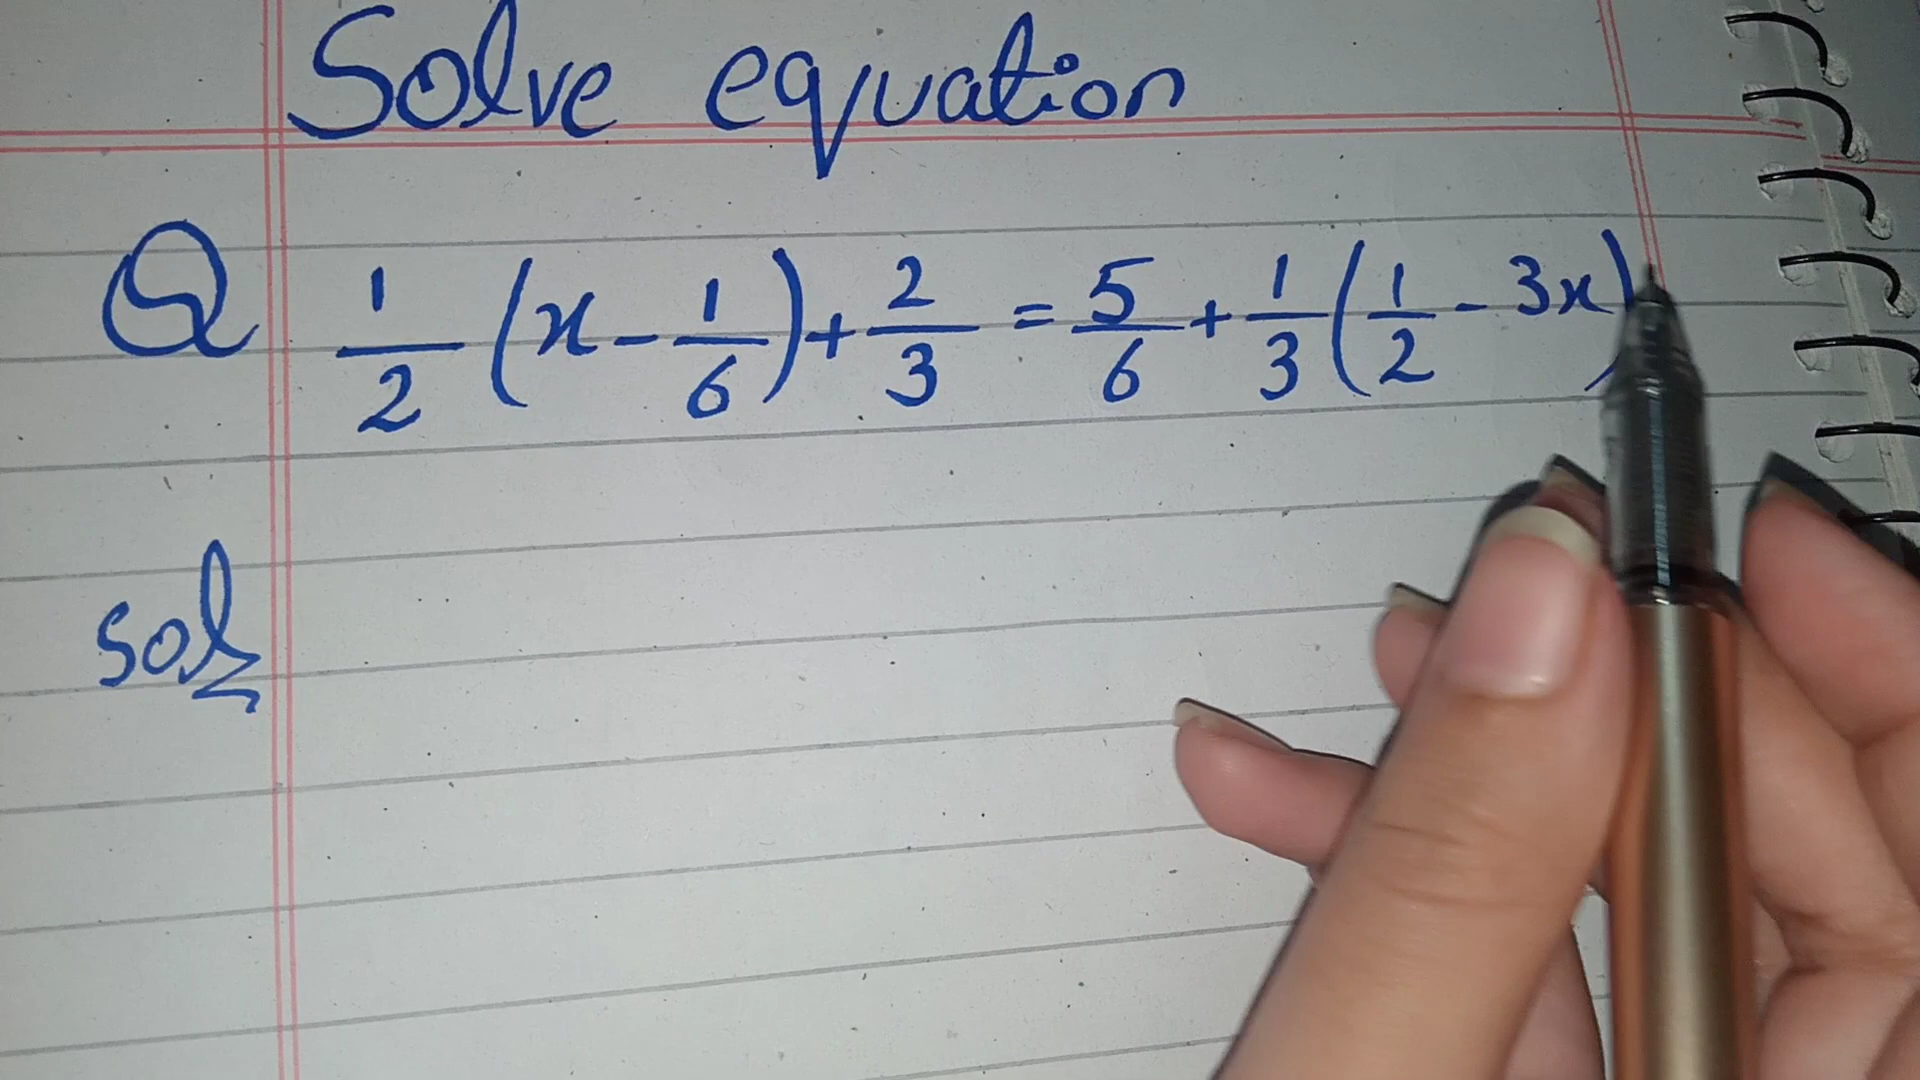 Solve equation
Q 1/2 (x - 1/6) + 2/3 = 5/6 + 1/3 (1/2 - 3x)
Sol